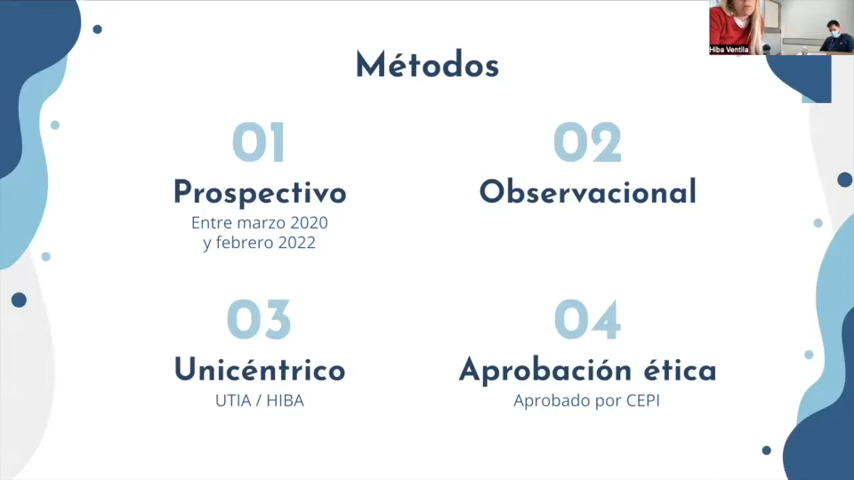 Hiba Ventila
Métodos
01
Prospectivo
Entre marzo 2020
y febrero 2022
02
Observacional
03
Unicéntrico
UTIA / HIBA
04
Aprobación ética
Aprobado por CEPI